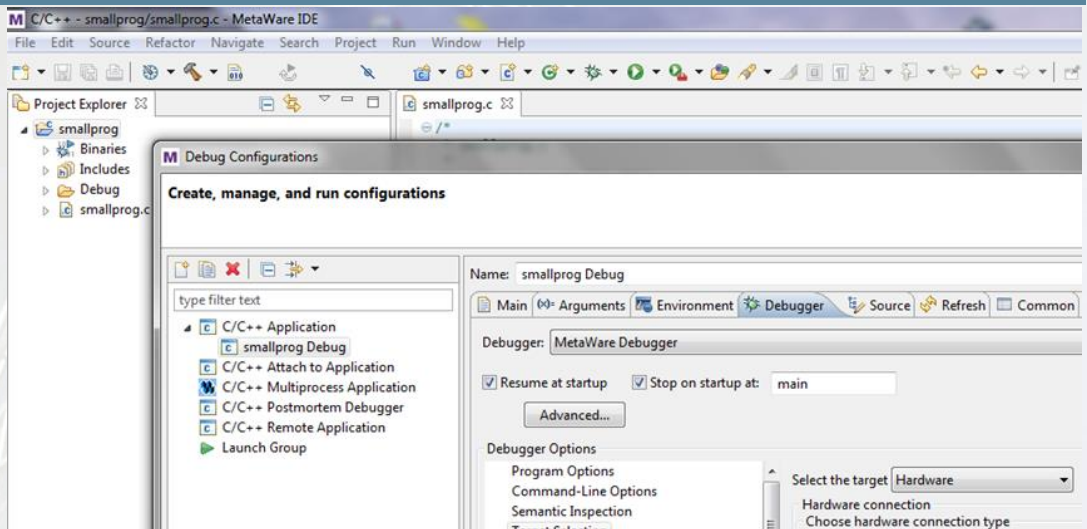 C/C++ - smallprog/smallprog.c - MetaWare IDE
File Edit Source Refactor Navigate Search Project Run Window Help
Project Explorer
smallprog.c
smallprog
Binaries
Includes
Debug
smallprog.c
/*
Debug Configurations
Create, manage, and run configurations
type filter text
C/C++ Application
smallprog Debug
C/C++ Attach to Application
C/C++ Multiprocess Application
C/C++ Postmortem Debugger
C/C++ Remote Application
Launch Group
Name: smallprog Debug
Main Arguments Environment Debugger Source Refresh Common
Debugger: MetaWare Debugger
Resume at startup Stop on startup at: main
Advanced...
Debugger Options
Program Options
Command-Line Options
Semantic Inspection
Target Selection
Select the target Hardware
Hardware connection
Choose hardware connection type